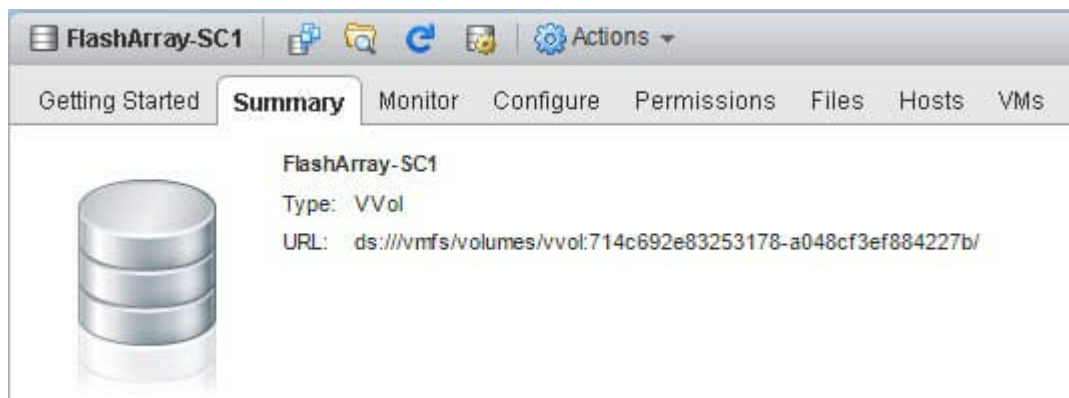 FlashArray-SC1 Actions
Getting Started Summary Monitor Configure Permissions Files Hosts VMs
FlashArray-SC1
Type: VVol
URL: ds:///vmfs/volumes/vvol:714c692e83253178-a048cf3ef884227b/